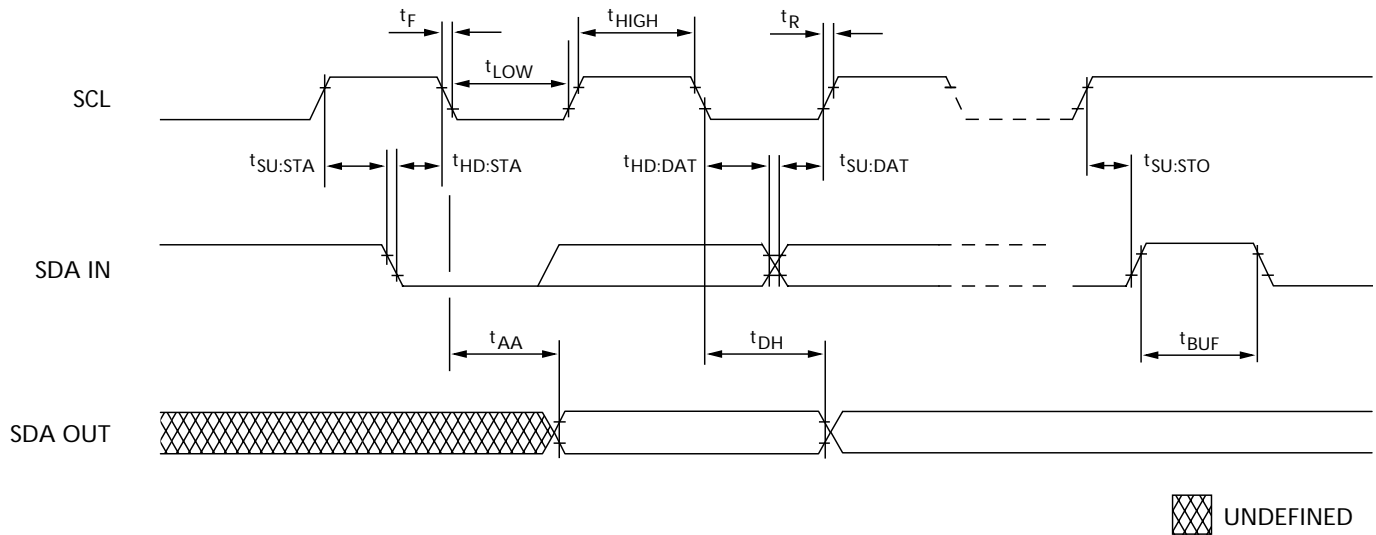 tF
tHIGH
tR
tLOW
SCL
tSU:STA
tHD:STA
tHD:DAT
tSU:DAT
tSU:STO
SDA IN
tAA
tDH
tBUF
SDA OUT
UNDEFINED